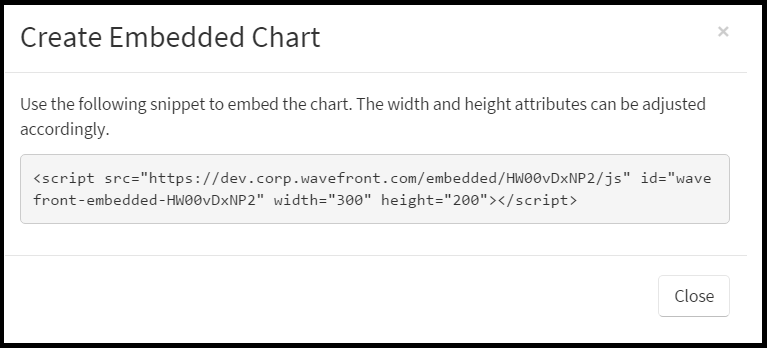 Create Embedded Chart
×
Use the following snippet to embed the chart. The width and height attributes can be adjusted
accordingly.
<script src="https://dev.corp.wavefront.com/embedded/HW00vDxNP2/js" id="wave
front-embedded-HW00vDxNP2" width="300" height="200"></script>
Close